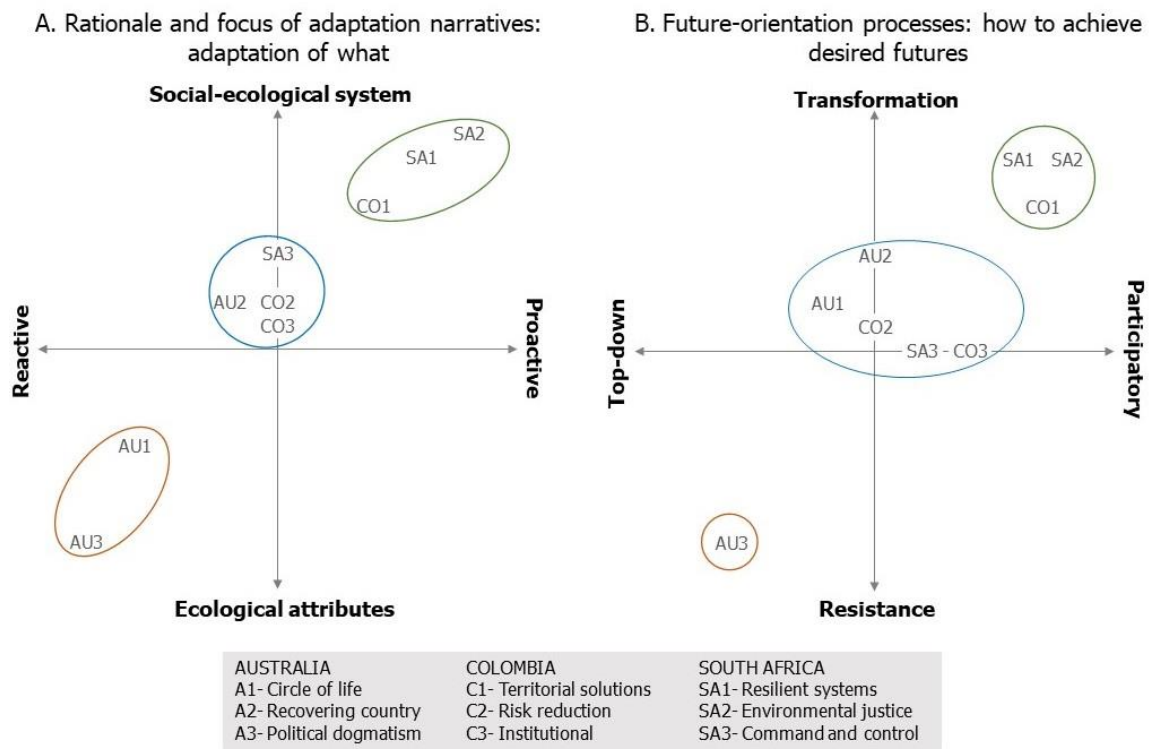 A. Rationale and focus of adaptation narratives:
adaptation of what
Social-ecological system
SA2
SA1
CO1
SA3
AU2 CO2
CO3
Reactive
Proactive
AU1
AU3
Ecological attributes
B. Future-orientation processes: how to achieve
desired futures
Transformation
SA1 SA2
CO1
AU2
AU1
CO2
SA3 - CO3
Top-down
Participatory
AU3
Resistance
AUSTRALIA
A1- Circle of life
A2- Recovering country
A3- Political dogmatism
COLOMBIA
C1- Territorial solutions
C2- Risk reduction
C3- Institutional
SOUTH AFRICA
SA1- Resilient systems
SA2- Environmental justice
SA3- Command and control